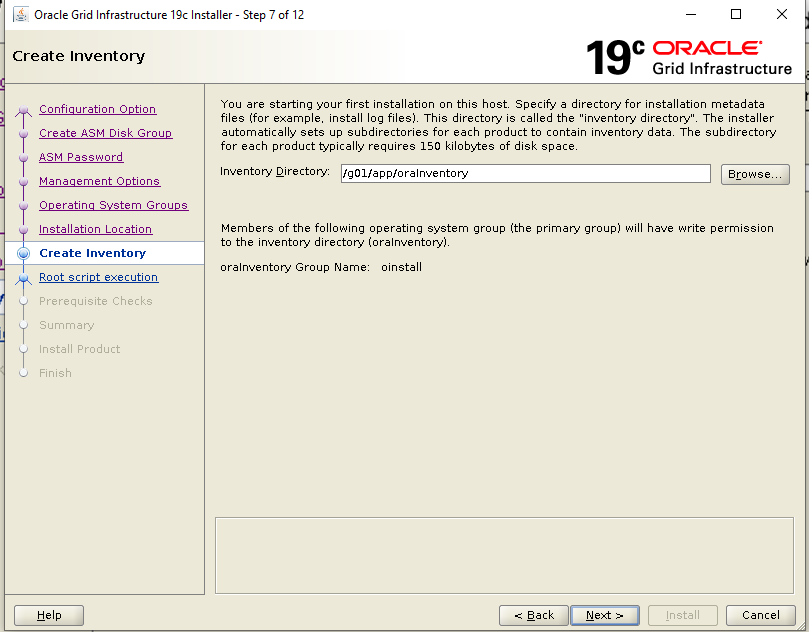 Oracle Grid Infrastructure 19c Installer - Step 7 of 12
Create Inventory
19c ORACLE
Grid Infrastructure
Configuration Option
Create ASM Disk Group
ASM Password
Management Options
Operating System Groups
Installation Location
Create Inventory
Root script execution
Prerequisite Checks
Summary
Install Product
Finish
You are starting your first installation on this host. Specify a directory for installation metadata
files (for example, install log files). This directory is called the "inventory directory". The installer
automatically sets up subdirectories for each product to contain inventory data. The subdirectory
for each product typically requires 150 kilobytes of disk space.
Inventory Directory: /g01/app/oraInventory Browse...
Members of the following operating system group (the primary group) will have write permission
to the inventory directory (oraInventory).
oraInventory Group Name: oinstall
Help < Back Next > Install Cancel